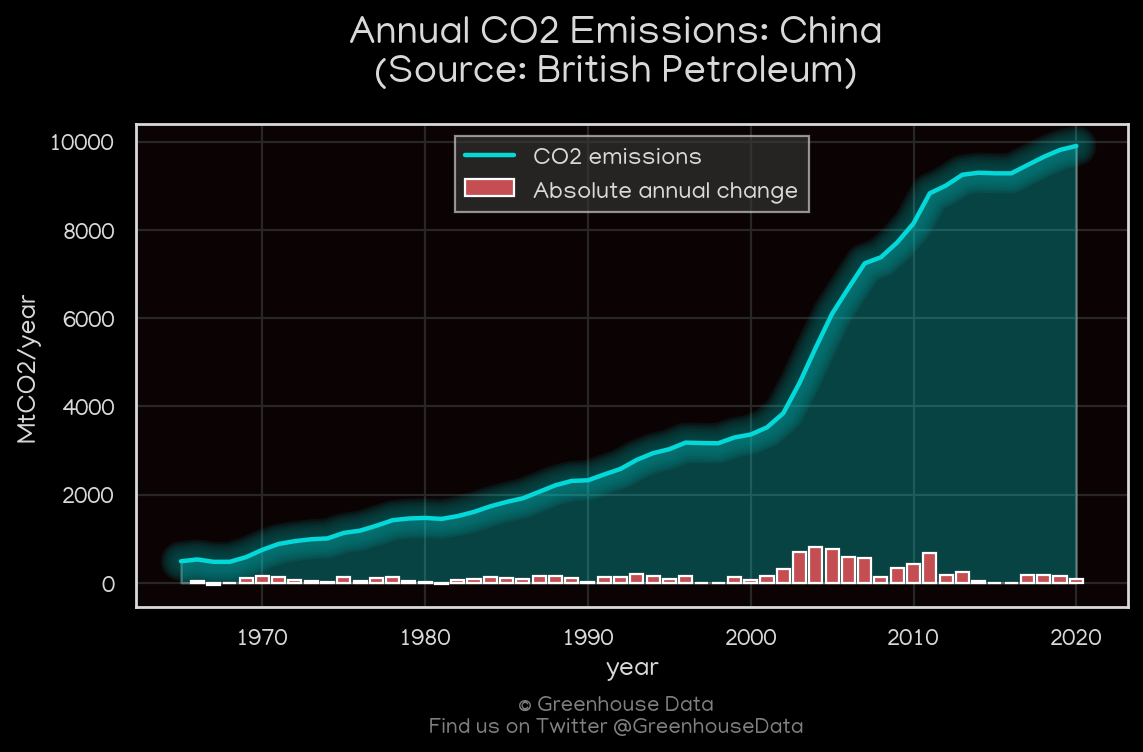 Annual CO2 Emissions: China
(Source: British Petroleum)
CO2 emissions
Absolute annual change
MtCO2/year
10000
8000
6000
4000
2000
0
1970 1980 1990 2000 2010 2020
year
© Greenhouse Data
Find us on Twitter @GreenhouseData